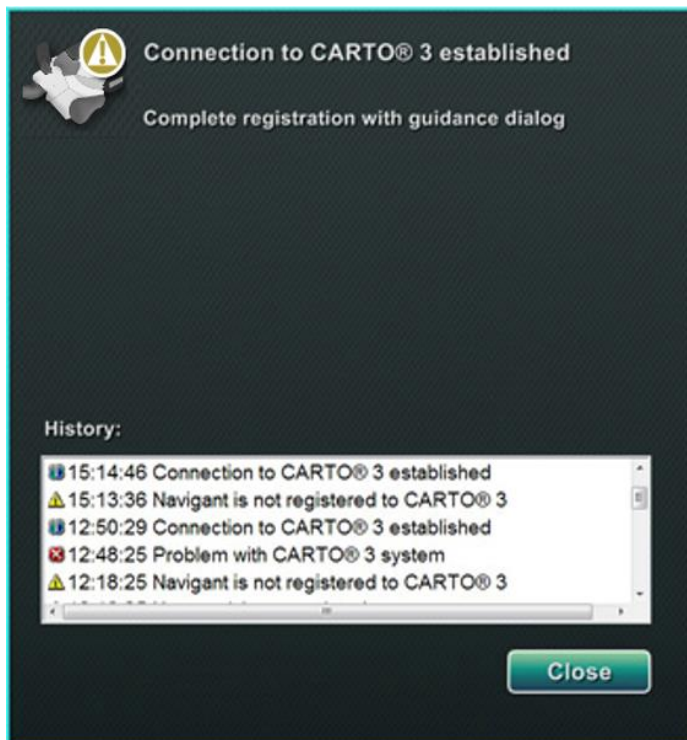 Connection to CARTO® 3 established
Complete registration with guidance dialog
History:
15:14:46 Connection to CARTO® 3 established
15:13:36 Navigant is not registered to CARTO® 3
12:50:29 Connection to CARTO® 3 established
12:48:25 Problem with CARTO® 3 system
12:18:25 Navigant is not registered to CARTO® 3
Close